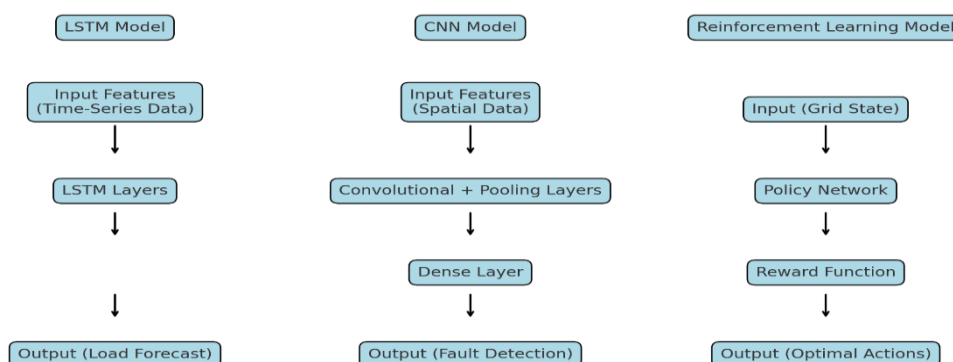 LSTM Model
CNN Model
Reinforcement Learning Model
Input Features
(Time-Series Data)
Input Features
(Spatial Data)
Input (Grid State)
LSTM Layers
Convolutional + Pooling Layers
Policy Network
Dense Layer
Reward Function
Output (Load Forecast)
Output (Fault Detection)
Output (Optimal Actions)